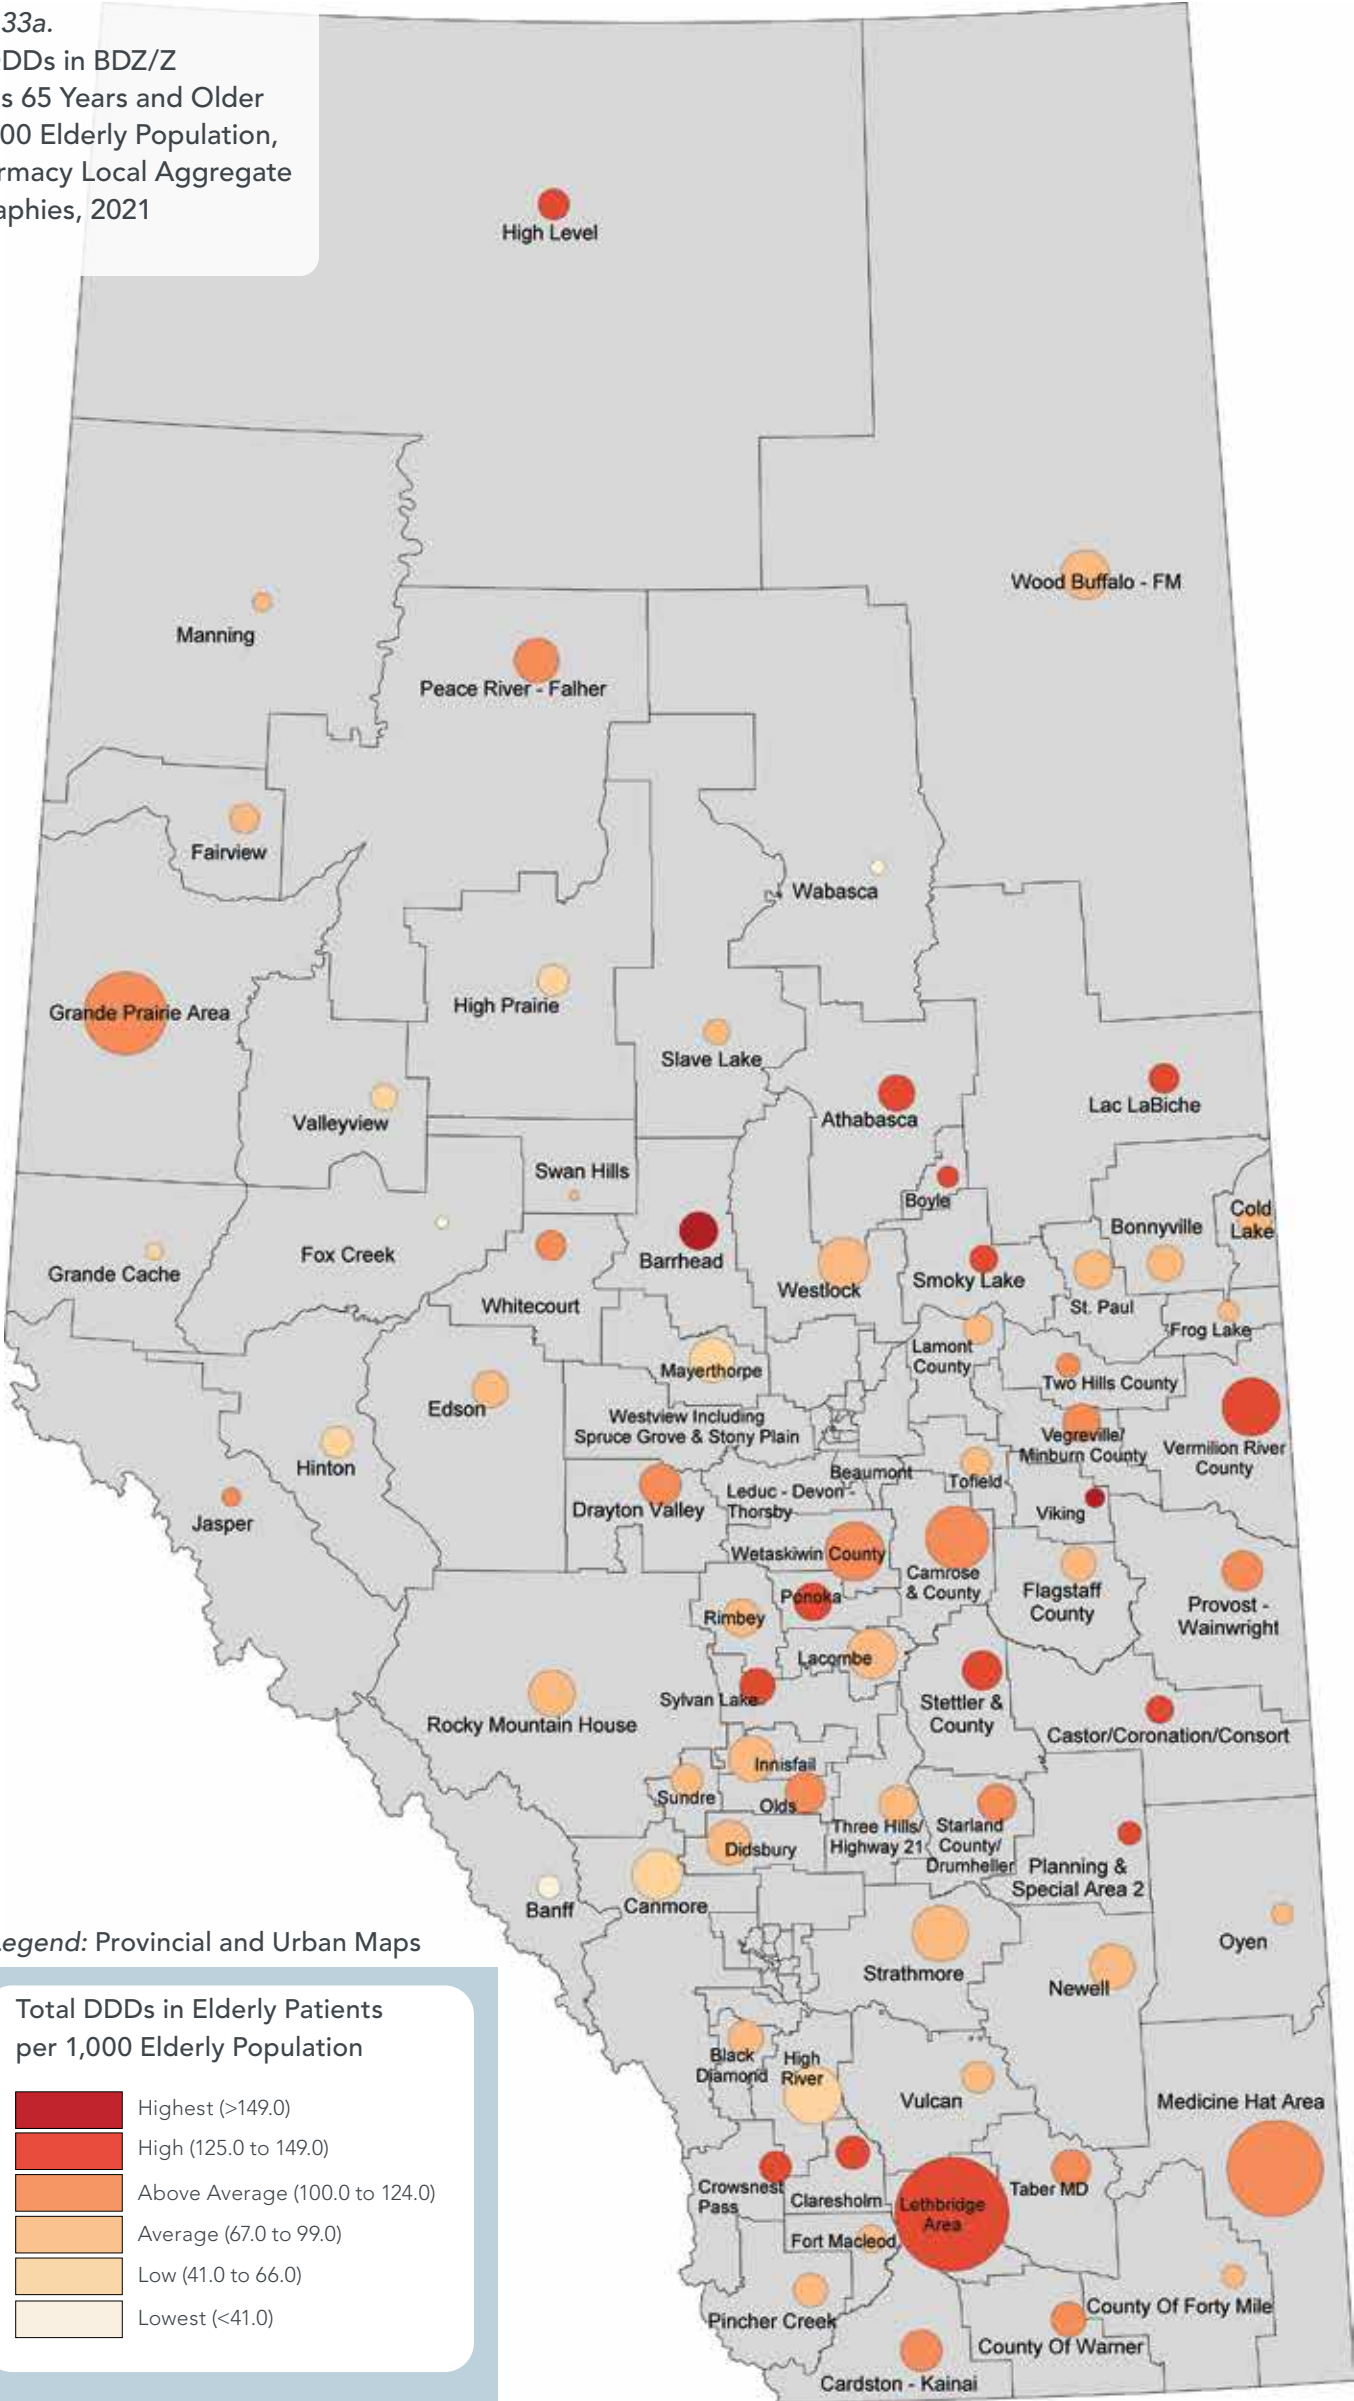 33a.
DDs in BDZ/Z
s 65 Years and Older
00 Elderly Population,
rmacy Local Aggregate
aphies, 2021
High Level
Wood Buffalo - FM
Manning
Peace River - Falher
Fairview
Wabasca
Grande Prairie Area
High Prairie
Slave Lake
Valleyview
Athabasca
Lac LaBiche
Swan Hills
Boyle
Cold
Lake
Bonnyville
Fox Creek
Barrhead
Grande Cache
Westlock
Smoky Lake
Whitecourt
St. Paul
Frog Lake
Lamont
County
Mayerthorpe
Two Hills County
Edson
Westview Including
Spruce Grove & Stony Plain
Vegreville/
Minburn County
Vermilion River
County
Hinton
Beaumont
Tofield
Jasper
Drayton Valley
Leduc - Devon -
Thorsby
Viking
Wetaskiwin County
Camrose
& County
Flagstaff
County
Ponoka
Provost -
Wainwright
Rimbey
Lacombe
Sylvan Lake
Stettler &
County
Rocky Mountain House
Castor/Coronation/Consort
Innisfail
Sundre
Olds
Three Hills/
Highway 21
Starland
County/
Drumheller
Didsbury
Planning &
Special Area 2
Banff
Canmore
Oyen
Strathmore
Newell
Black
Diamond
High
River
Vulcan
Medicine Hat Area
Crowsnest
Pass
Claresholm
Lethbridge
Area
Taber MD
Fort Macleod
Pincher Creek
County Of Forty Mile
County Of Warner
Cardston - Kainai
egend: Provincial and Urban Maps
Total DDDs in Elderly Patients
per 1,000 Elderly Population
Highest (>149.0)
High (125.0 to 149.0)
Above Average (100.0 to 124.0)
Average (67.0 to 99.0)
Low (41.0 to 66.0)
Lowest (<41.0)